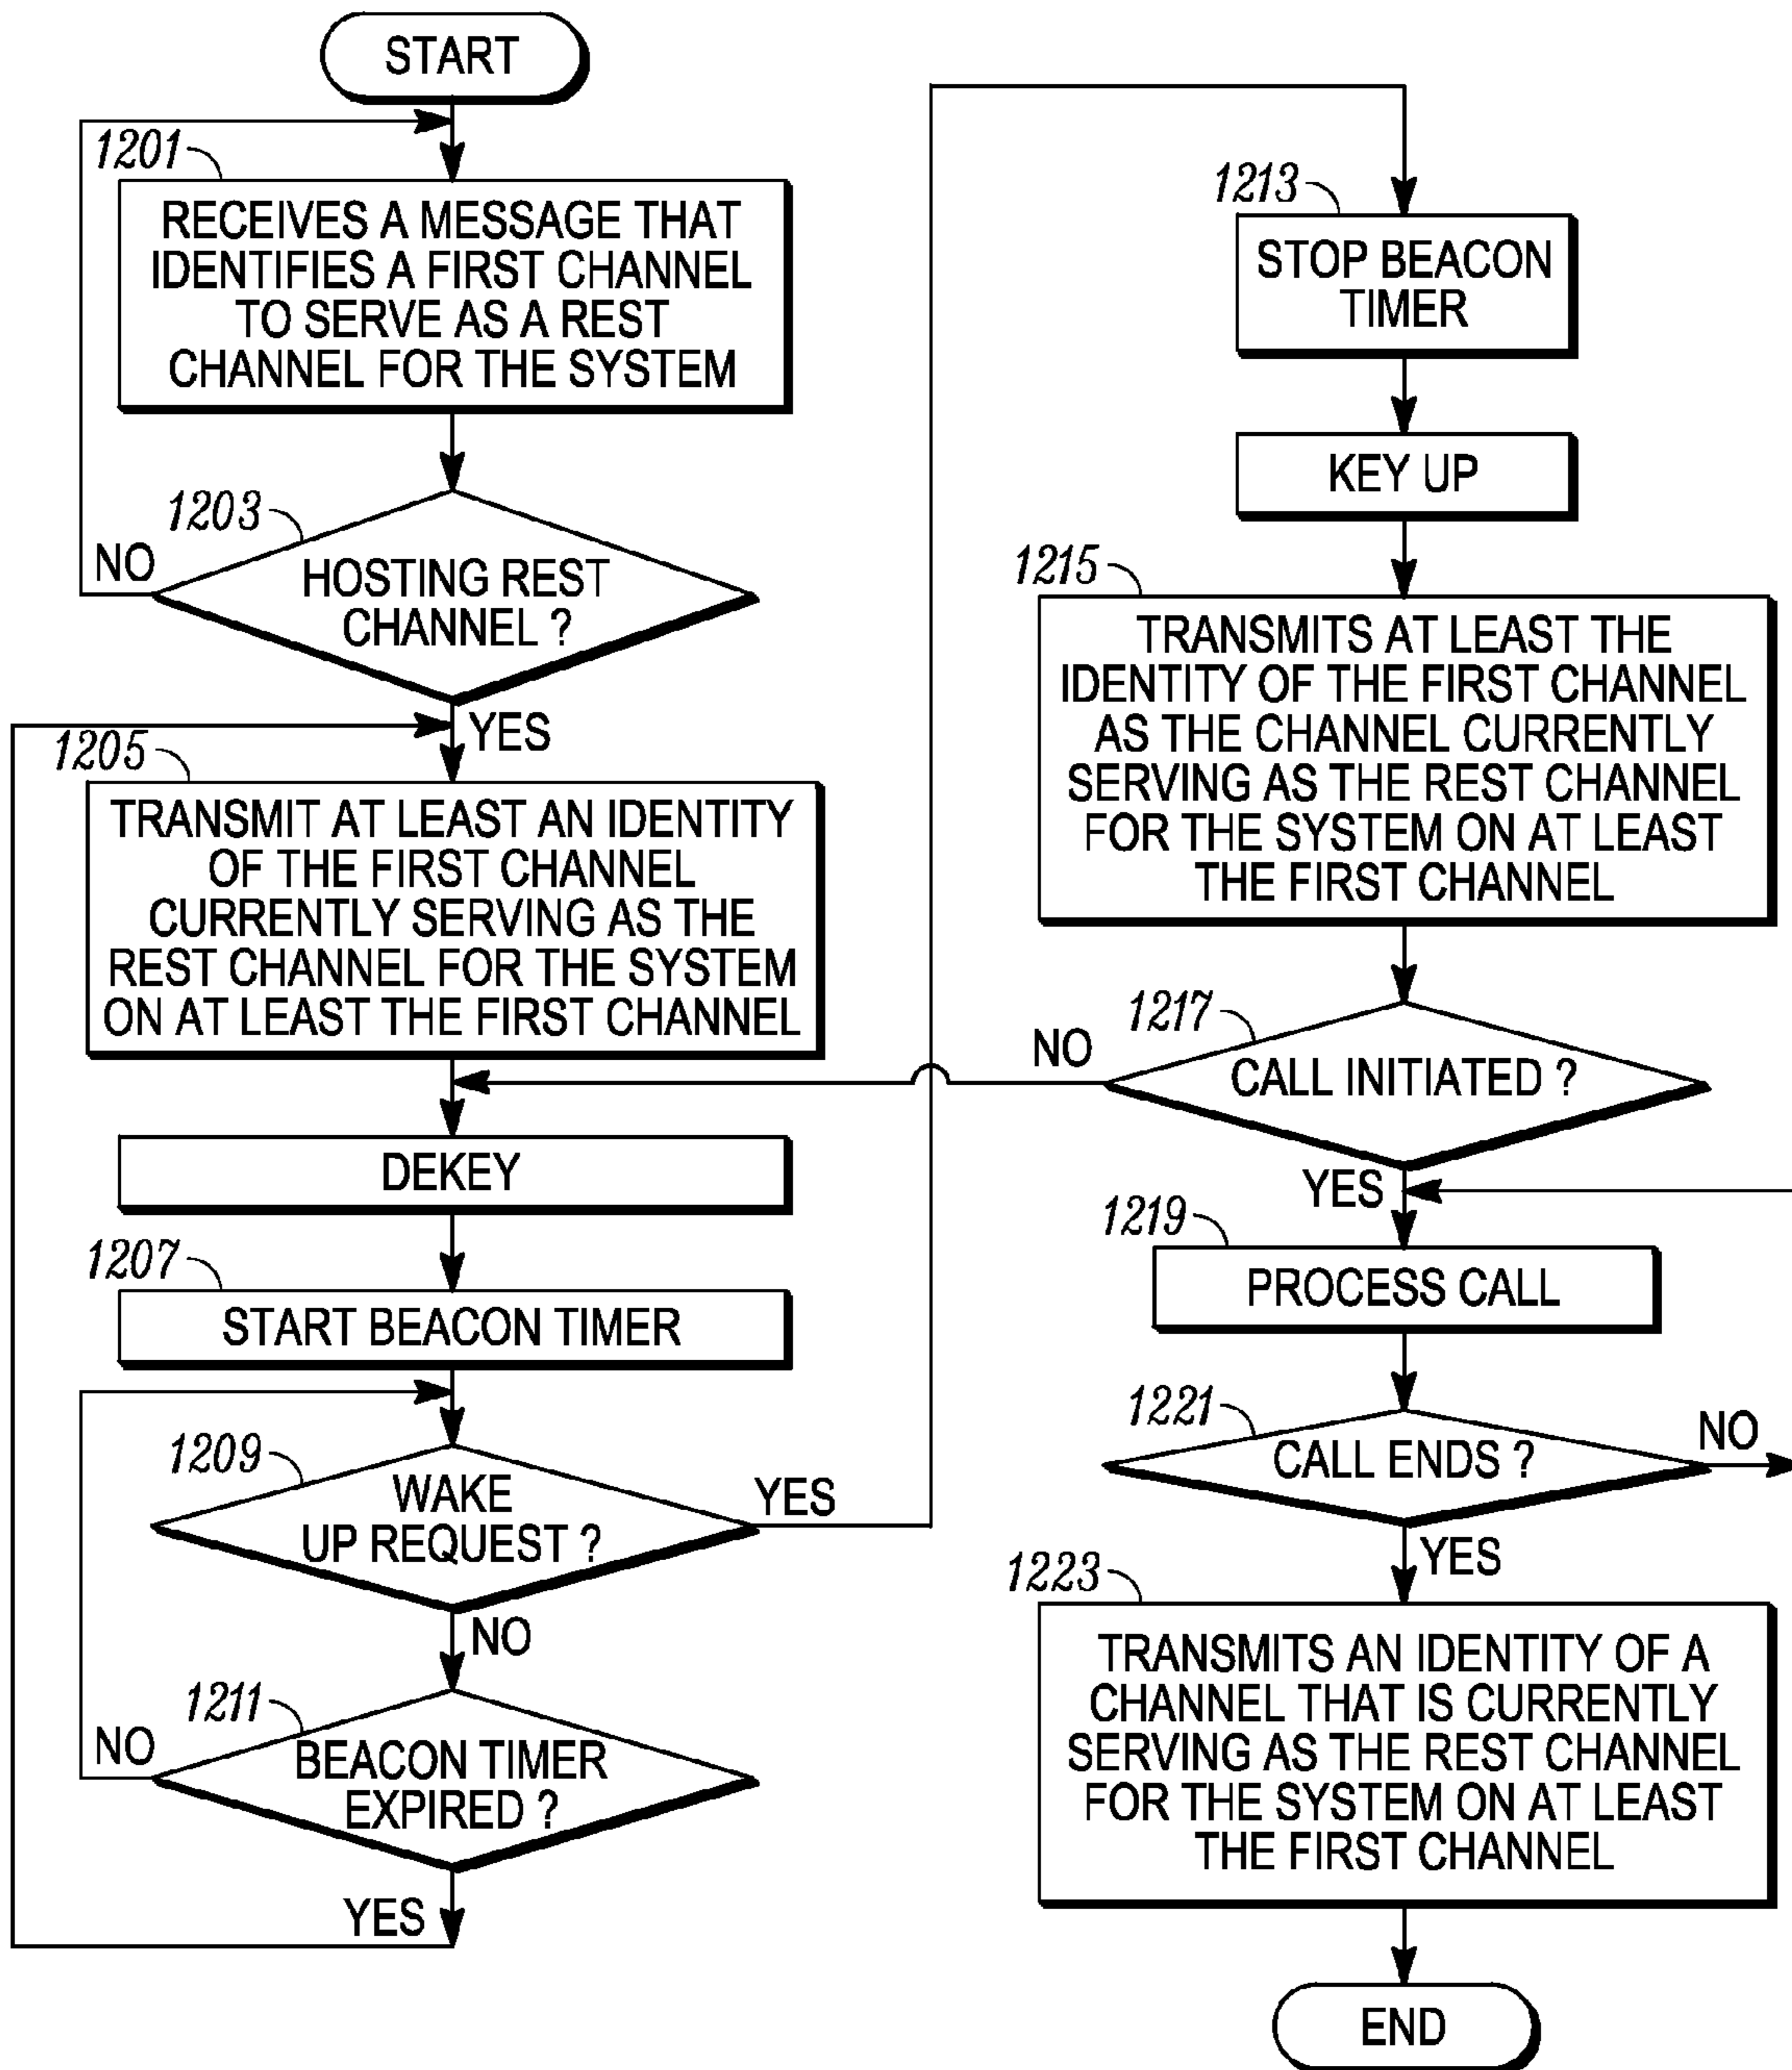 START
1201
RECEIVES A MESSAGE THAT
IDENTIFIES A FIRST CHANNEL
TO SERVE AS A REST
CHANNEL FOR THE SYSTEM
1203
NO
HOSTING REST
CHANNEL ?
YES
1205
TRANSMIT AT LEAST AN IDENTITY
OF THE FIRST CHANNEL
CURRENTLY SERVING AS THE
REST CHANNEL FOR THE SYSTEM
ON AT LEAST THE FIRST CHANNEL
DEKEY
1207
START BEACON TIMER
1209
WAKE
UP REQUEST ?
YES
NO
1211
NO
BEACON TIMER
EXPIRED ?
YES
1213
STOP BEACON
TIMER
KEY UP
1215
TRANSMITS AT LEAST THE
IDENTITY OF THE FIRST CHANNEL
AS THE CHANNEL CURRENTLY
SERVING AS THE REST CHANNEL
FOR THE SYSTEM ON AT LEAST
THE FIRST CHANNEL
1217
NO
CALL INITIATED ?
YES
1219
PROCESS CALL
1221
CALL ENDS ?
NO
YES
1223
TRANSMITS AN IDENTITY OF A
CHANNEL THAT IS CURRENTLY
SERVING AS THE REST CHANNEL
FOR THE SYSTEM ON AT LEAST
THE FIRST CHANNEL
END